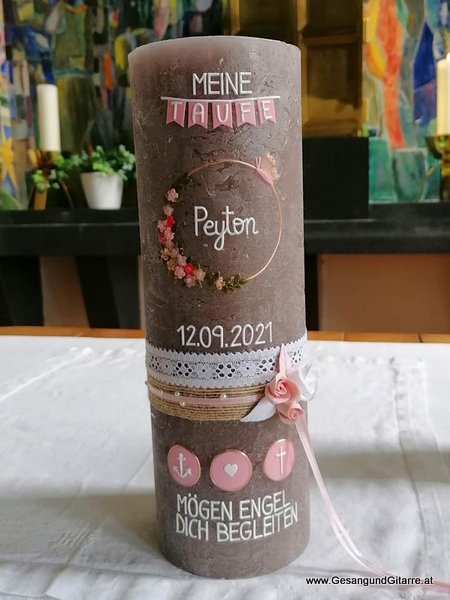 MEINE
TAUFE
Peyton
12.09.2021
MÖGEN ENGEL
DICH BEGLEITEN
www.GesangundGitarre.at